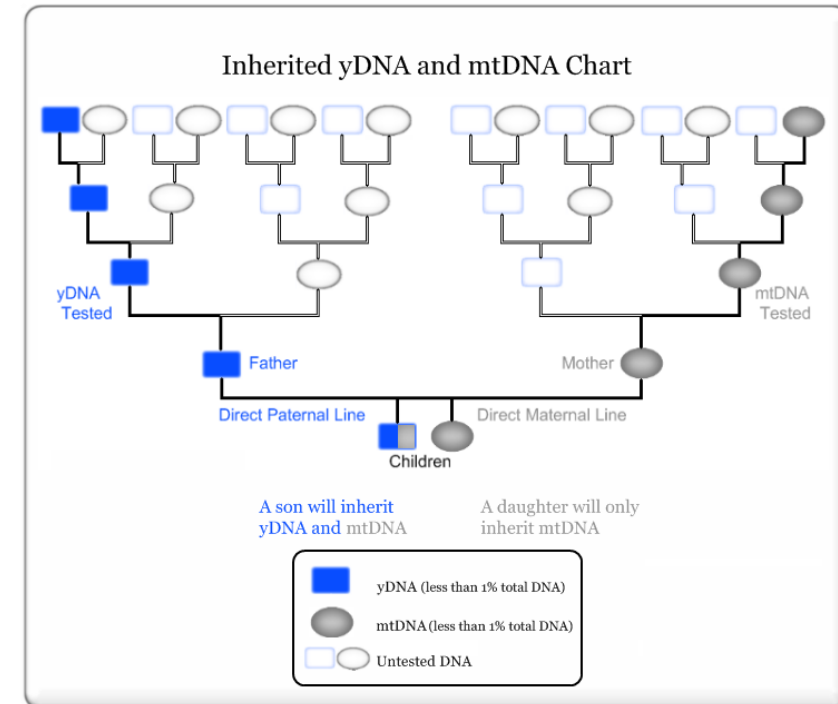 Inherited yDNA and mtDNA Chart
yDNA
Tested
mtDNA
Tested
Father
Mother
Direct Paternal Line
Direct Maternal Line
Children
A son will inherit
yDNA and mtDNA
A daughter will only
inherit mtDNA
yDNA (less than 1% total DNA)
mtDNA (less than 1% total DNA)
Untested DNA